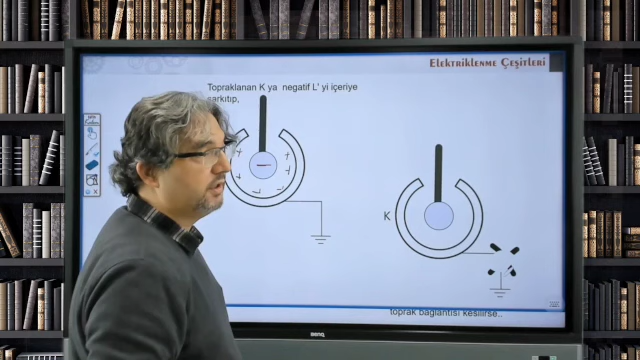 Elektriklenme Çeşitleri
Topraklanan K ya negatif L' yi içeriye
sarkıtıp,
K
toprak bağlantısı kesilirse..
BenQ